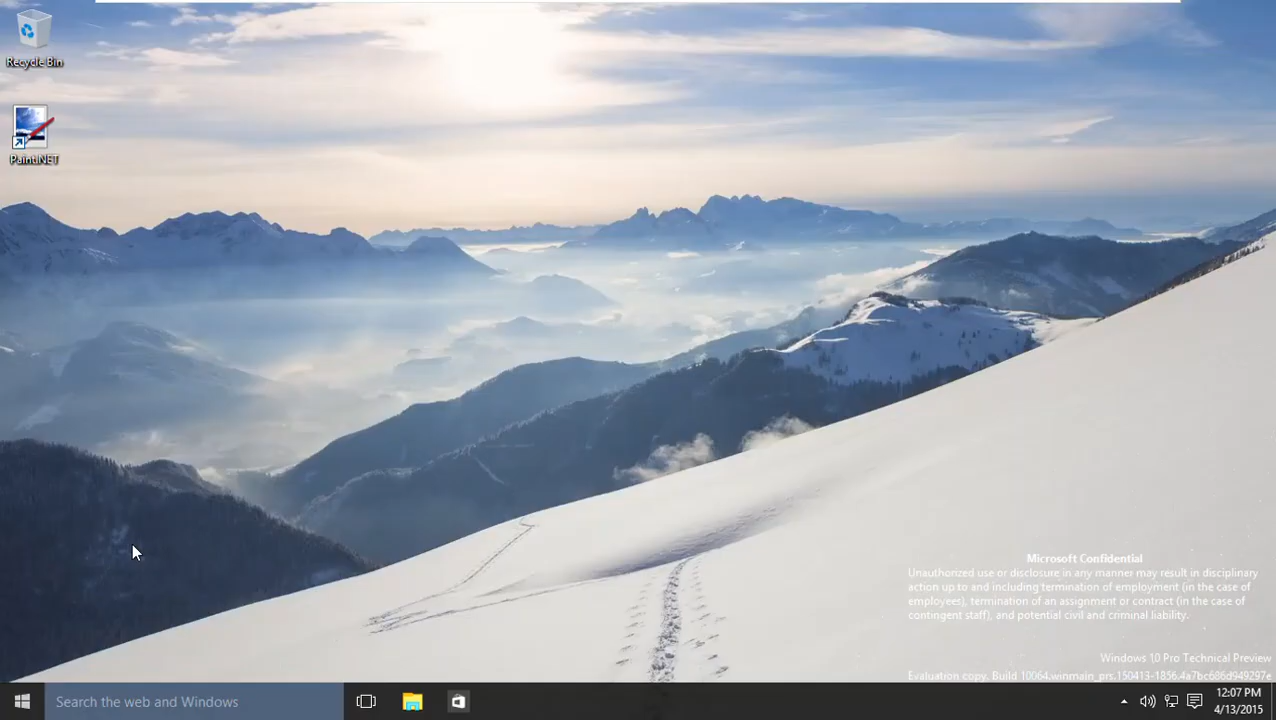 Recycle Bin
Paint.NET
Microsoft Confidential
Unauthorized use or disclosure in any manner may result in disciplinary
action up to and including termination of employment (in the case of
employees), termination of an assignment or contract (in the case of
contingent staff), and potential civil and criminal liability.
Windows 10 Pro Technical Preview
Evaluation copy. Build 10064.winmain_prs.150413-1856.4a7bc686d949297e
Search the web and Windows
12:07 PM
4/13/2015